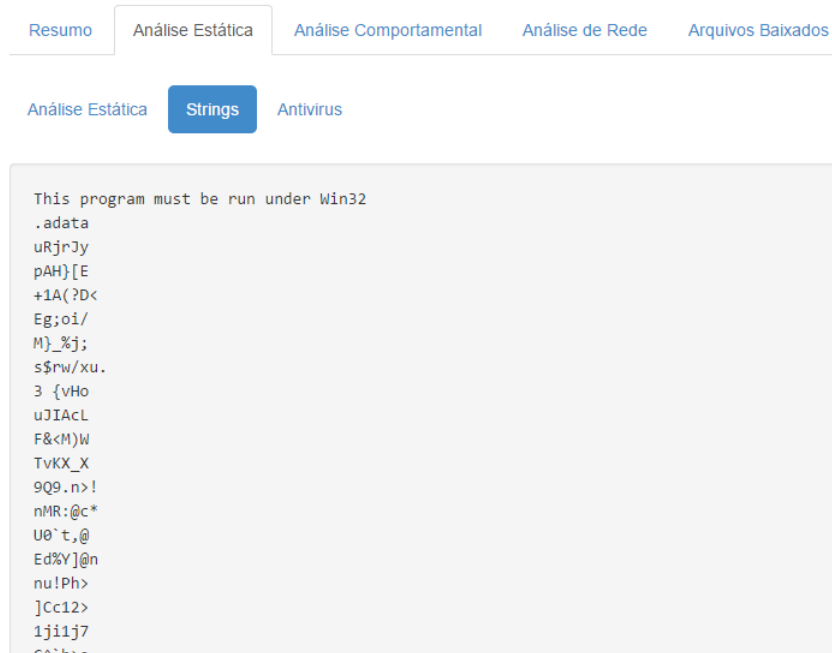 Resumo Análise Estática Análise Comportamental Análise de Rede Arquivos Baixados
Análise Estática Strings Antivirus
This program must be run under Win32
.adata
uRjrJy
pAH}[E
+1A(?D<
Eg;oi/
M}_%j;
s$rw/xu.
3 {vHo
uJIAcL
F&<M)W
TvKX_X
9Q9.n>!
nMR:@c*
U0`t,@
Ed%Y]@n
nu!Ph>
]Cc12>
1ji1j7